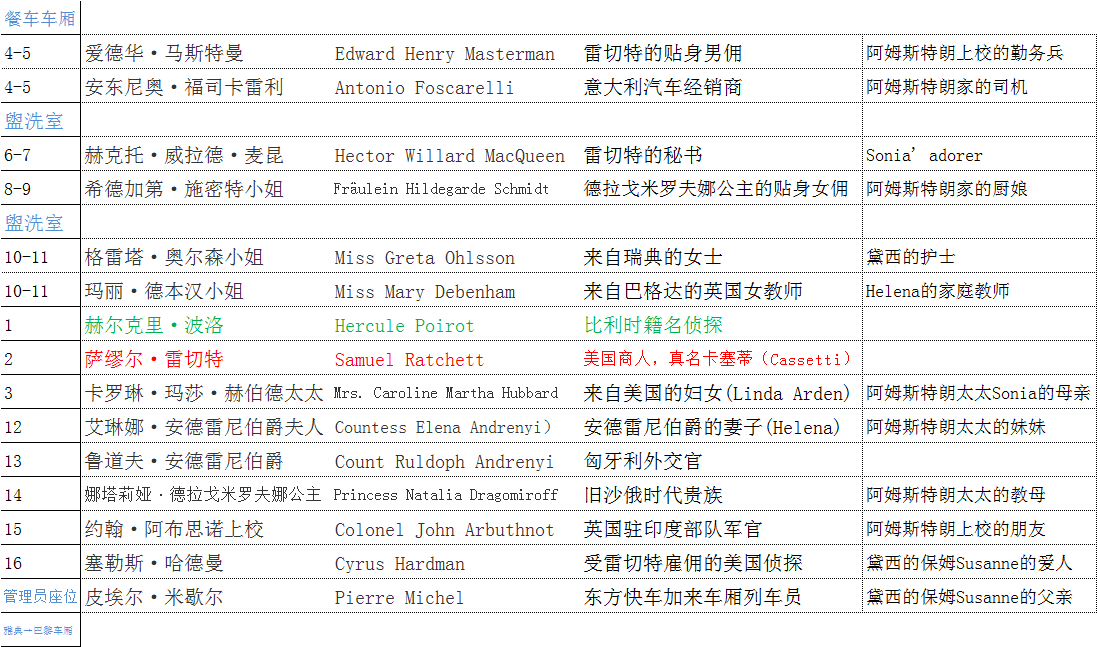 餐车车厢
4-5 爱德华·马斯特曼 Edward Henry Masterman 雷切特的贴身男佣 阿姆斯特朗上校的勤务兵
4-5 安东尼奥·福司卡雷利 Antonio Foscarelli 意大利汽车经销商 阿姆斯特朗家的司机
盥洗室
6-7 赫克托·威拉德·麦昆 Hector Willard MacQueen 雷切特的秘书 Sonia’adorer
8-9 希德加第·施密特小姐 Fräulein Hildegarde Schmidt 德拉戈米罗夫娜公主的贴身女佣 阿姆斯特朗家的厨娘
盥洗室
10-11 格雷塔·奥尔森小姐 Miss Greta Ohlsson 来自瑞典的女士 黛西的护士
10-11 玛丽·德本汉小姐 Miss Mary Debenham 来自巴格达的英国女教师 Helena的家庭教师
1 赫尔克里·波洛 Hercule Poirot 比利时籍名侦探
2 萨缪尔·雷切特 Samuel Ratchett 美国商人，真名卡塞蒂（Cassetti）
3 卡罗琳·玛莎·赫伯德太太 Mrs. Caroline Martha Hubbard 来自美国的妇女(Linda Arden) 阿姆斯特朗太太Sonia的母亲
12 艾琳娜·安德雷尼伯爵夫人 Countess Elena Andrenyi） 安德雷尼伯爵的妻子(Helena) 阿姆斯特朗太太的妹妹
13 鲁道夫·安德雷尼伯爵 Count Ruldoph Andrenyi 匈牙利外交官
14 娜塔莉娅·德拉戈米罗夫娜公主 Princess Natalia Dragomiroff 旧沙俄时代贵族 阿姆斯特朗太太的教母
15 约翰·阿布思诺上校 Colonel John Arbuthnot 英国驻印度部队军官 阿姆斯特朗上校的朋友
16 塞勒斯·哈德曼 Cyrus Hardman 受雷切特雇佣的美国侦探 黛西的保姆Susanne的爱人
管理员座位 皮埃尔·米歇尔 Pierre Michel 东方快车加来车厢列车员 黛西的保姆Susanne的父亲
雅典一巴黎车厢